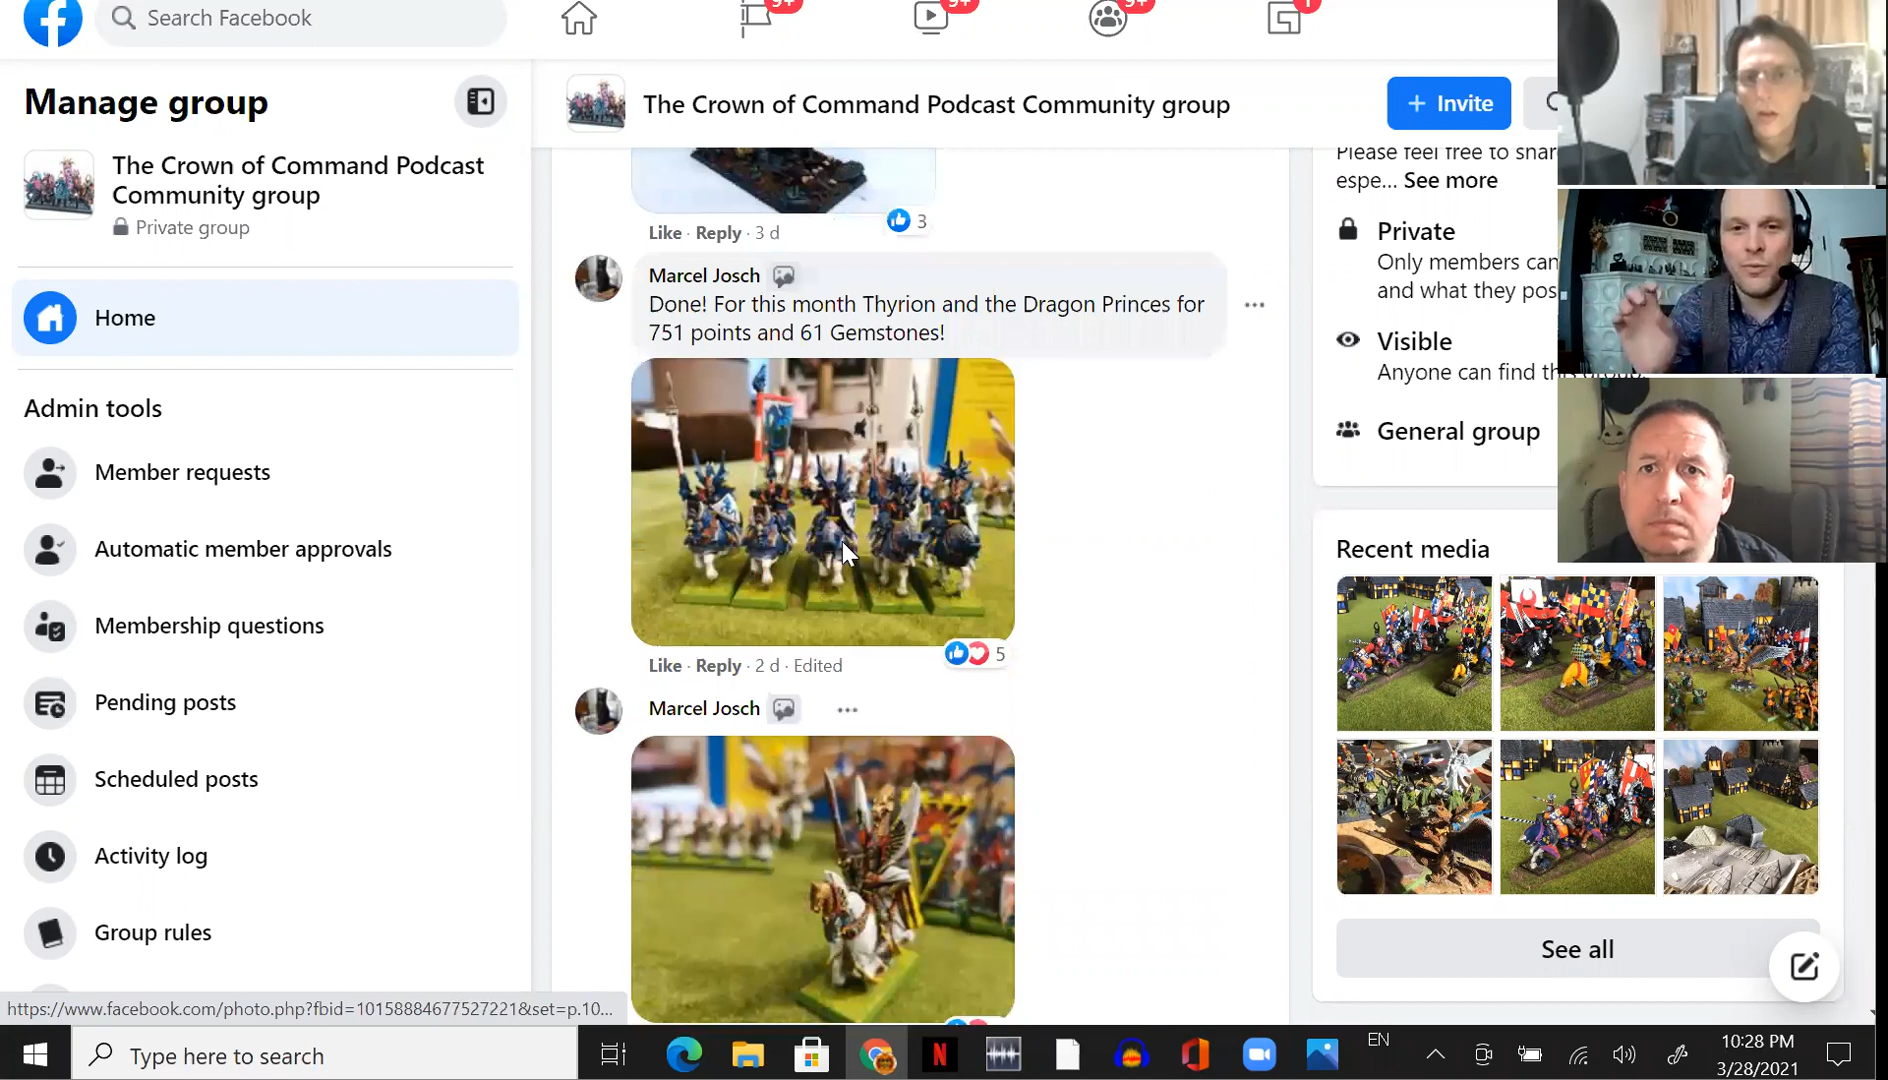 Search Facebook
9+
9+
9+
1
Manage group
The Crown of Command Podcast
Community group
Private group
Home
Admin tools
Member requests
Automatic member approvals
Membership questions
Pending posts
Scheduled posts
Activity log
Group rules
https://www.facebook.com/photo.php?fbid=10158884677527221&set=p.10...
The Crown of Command Podcast Community group
+ Invite
Like · Reply · 3 d
3
Marcel Josch
Done! For this month Thyrion and the Dragon Princes for
751 points and 61 Gemstones!
Like · Reply · 2 d · Edited
5
Marcel Josch
Please feel free to shar
espe... See more
Private
Only members can
and what they pos
Visible
Anyone can find this
General group
Recent media
See all
Type here to search
EN
10:28 PM
3/28/2021